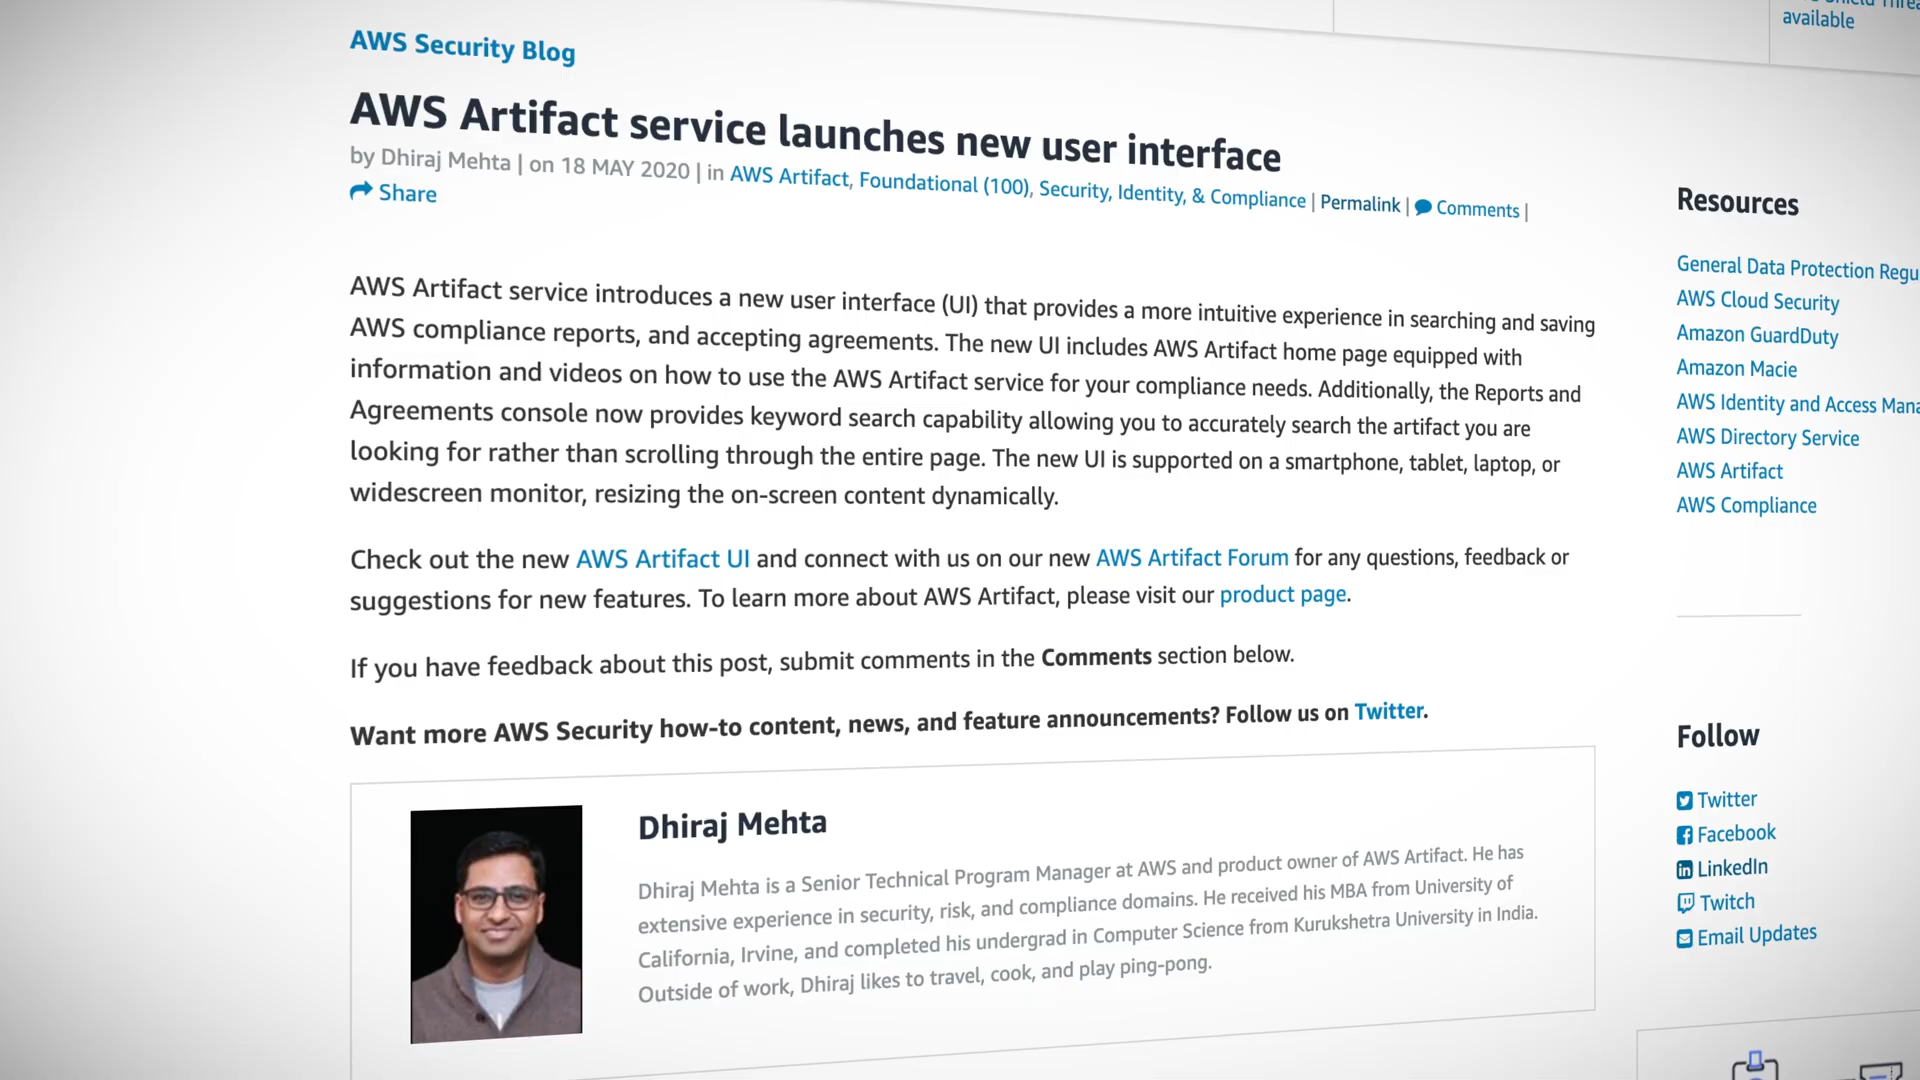 available
AWS Security Blog
AWS Artifact service launches new user interface
by Dhiraj Mehta | on 18 MAY 2020 | in AWS Artifact, Foundational (100), Security, Identity, & Compliance | Permalink | Comments |
Share
AWS Artifact service introduces a new user interface (UI) that provides a more intuitive experience in searching and saving
AWS compliance reports, and accepting agreements. The new UI includes AWS Artifact home page equipped with
information and videos on how to use the AWS Artifact service for your compliance needs. Additionally, the Reports and
Agreements console now provides keyword search capability allowing you to accurately search the artifact you are
looking for rather than scrolling through the entire page. The new UI is supported on a smartphone, tablet, laptop, or
widescreen monitor, resizing the on-screen content dynamically.
Check out the new AWS Artifact UI and connect with us on our new AWS Artifact Forum for any questions, feedback or
suggestions for new features. To learn more about AWS Artifact, please visit our product page.
If you have feedback about this post, submit comments in the Comments section below.
Want more AWS Security how-to content, news, and feature announcements? Follow us on Twitter.
Dhiraj Mehta
Dhiraj Mehta is a Senior Technical Program Manager at AWS and product owner of AWS Artifact. He has
extensive experience in security, risk, and compliance domains. He received his MBA from University of
California, Irvine, and completed his undergrad in Computer Science from Kurukshetra University in India.
Outside of work, Dhiraj likes to travel, cook, and play ping-pong.
Resources
General Data Protection Regu
AWS Cloud Security
Amazon GuardDuty
Amazon Macie
AWS Identity and Access Mana
AWS Directory Service
AWS Artifact
AWS Compliance
Follow
Twitter
Facebook
LinkedIn
Twitch
Email Updates